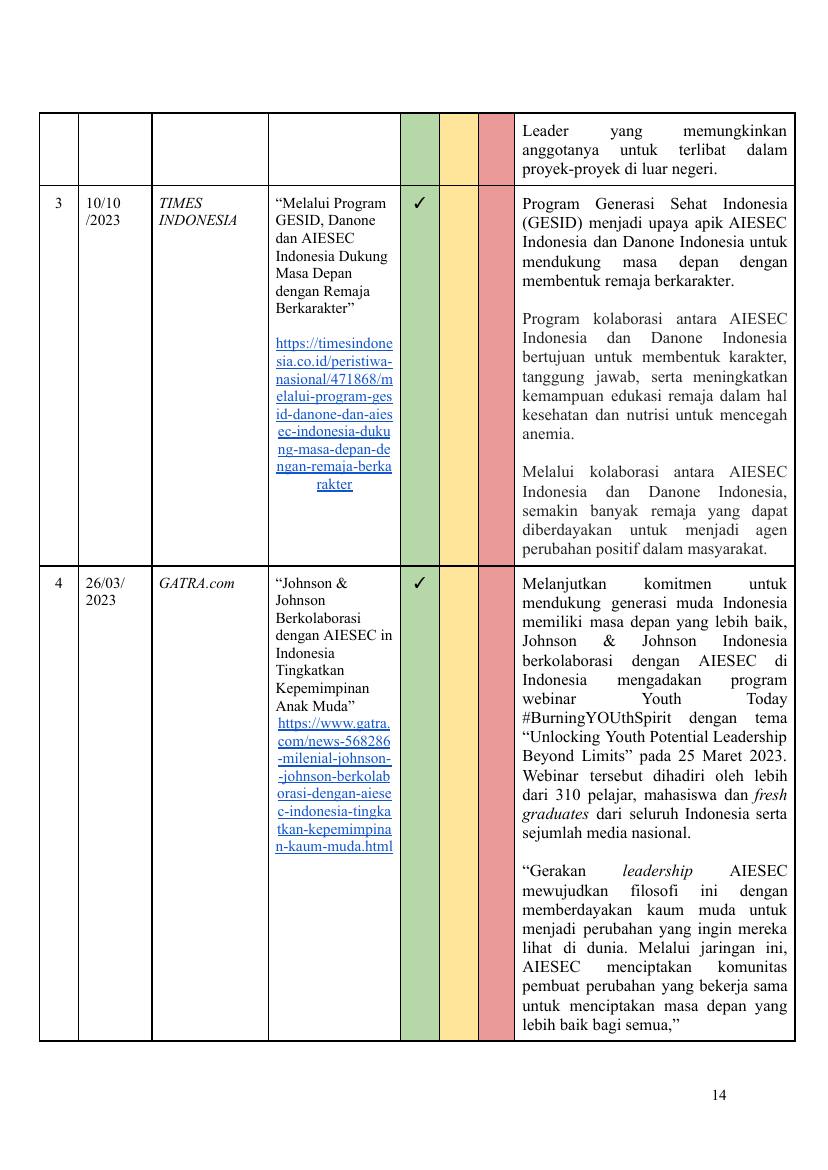 Leader yang memungkinkan
anggotanya untuk terlibat dalam
proyek-proyek di luar negeri.
3
10/10
/2023
TIMES
INDONESIA
“Melalui Program
GESID, Danone
dan AIESEC
Indonesia Dukung
Masa Depan
dengan Remaja
Berkarakter”
https://timesindone
sia.co.id/peristiwa-
nasional/471868/m
elalui-program-ges
id-danone-dan-aies
ec-indonesia-duku
ng-masa-depan-de
ngan-remaja-berka
rakter
✓
Program Generasi Sehat Indonesia
(GESID) menjadi upaya apik AIESEC
Indonesia dan Danone Indonesia untuk
mendukung masa depan dengan
membentuk remaja berkarakter.
Program kolaborasi antara AIESEC
Indonesia dan Danone Indonesia
bertujuan untuk membentuk karakter,
tanggung jawab, serta meningkatkan
kemampuan edukasi remaja dalam hal
kesehatan dan nutrisi untuk mencegah
anemia.
Melalui kolaborasi antara AIESEC
Indonesia dan Danone Indonesia,
semakin banyak remaja yang dapat
diberdayakan untuk menjadi agen
perubahan positif dalam masyarakat.
4
26/03/
2023
GATRA.com
“Johnson &
Johnson
Berkolaborasi
dengan AIESEC in
Indonesia
Tingkatkan
Kepemimpinan
Anak Muda”
https://www.gatra.
com/news-568286
-milenial-johnson-
-johnson-berkolab
orasi-dengan-aiese
c-indonesia-tingka
tkan-kepemimpina
n-kaum-muda.html
✓
Melanjutkan komitmen untuk
mendukung generasi muda Indonesia
memiliki masa depan yang lebih baik,
Johnson & Johnson Indonesia
berkolaborasi dengan AIESEC di
Indonesia mengadakan program
webinar Youth Today
#BurningYOUthSpirit dengan tema
“Unlocking Youth Potential Leadership
Beyond Limits” pada 25 Maret 2023.
Webinar tersebut dihadiri oleh lebih
dari 310 pelajar, mahasiswa dan fresh
graduates dari seluruh Indonesia serta
sejumlah media nasional.
“Gerakan leadership AIESEC
mewujudkan filosofi ini dengan
memberdayakan kaum muda untuk
menjadi perubahan yang ingin mereka
lihat di dunia. Melalui jaringan ini,
AIESEC menciptakan komunitas
pembuat perubahan yang bekerja sama
untuk menciptakan masa depan yang
lebih baik bagi semua,”
14